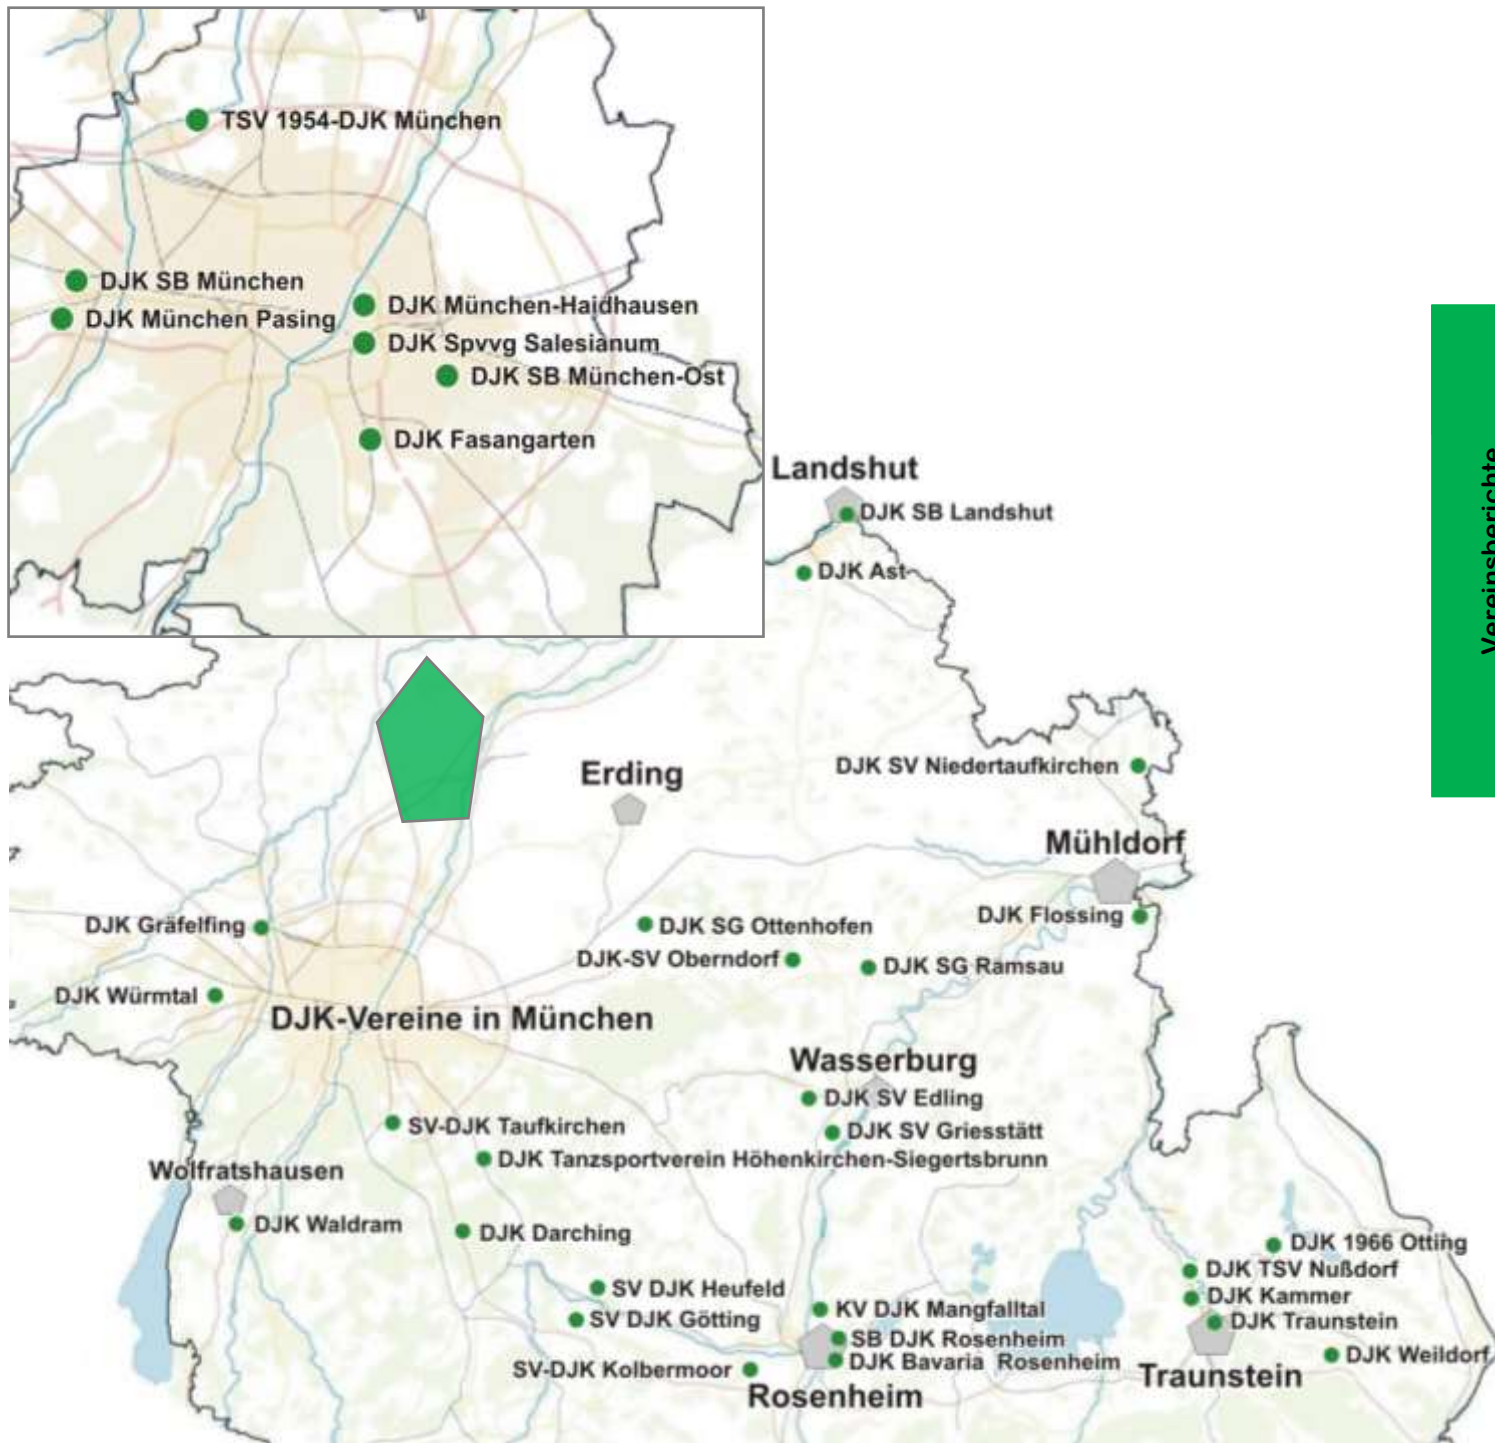 TSV 1954-DJK München
DJK SB München
DJK München Pasing
DJK München-Haidhausen
DJK Spvvg Salesianum
DJK SB München-Ost
DJK Fasangarten
Landshut
DJK SB Landshut
DJK Ast
Vereinsberichte
DJK SV Niedertaufkirchen
Erding
Mühldorf
DJK Flossing
DJK Gräfelfing
DJK SG Ottenhofen
DJK-SV Oberndorf
DJK SG Ramsau
DJK Würmtal
DJK-Vereine in München
Wasserburg
DJK SV Edling
SV-DJK Taufkirchen
DJK SV Griesstätt
DJK Tanzsportverein Höhenkirchen-Siegertsbrunn
Wolfratshausen
DJK Waldram
DJK Darching
DJK 1966 Otting
DJK TSV Nußdorf
SV DJK Heufeld
DJK Kammer
KV DJK Mangfalltal
SV DJK Götting
DJK Traunstein
SB DJK Rosenheim
DJK Weildorf
DJK Bavaria Rosenheim
SV-DJK Kolbermoor
Traunstein
Rosenheim